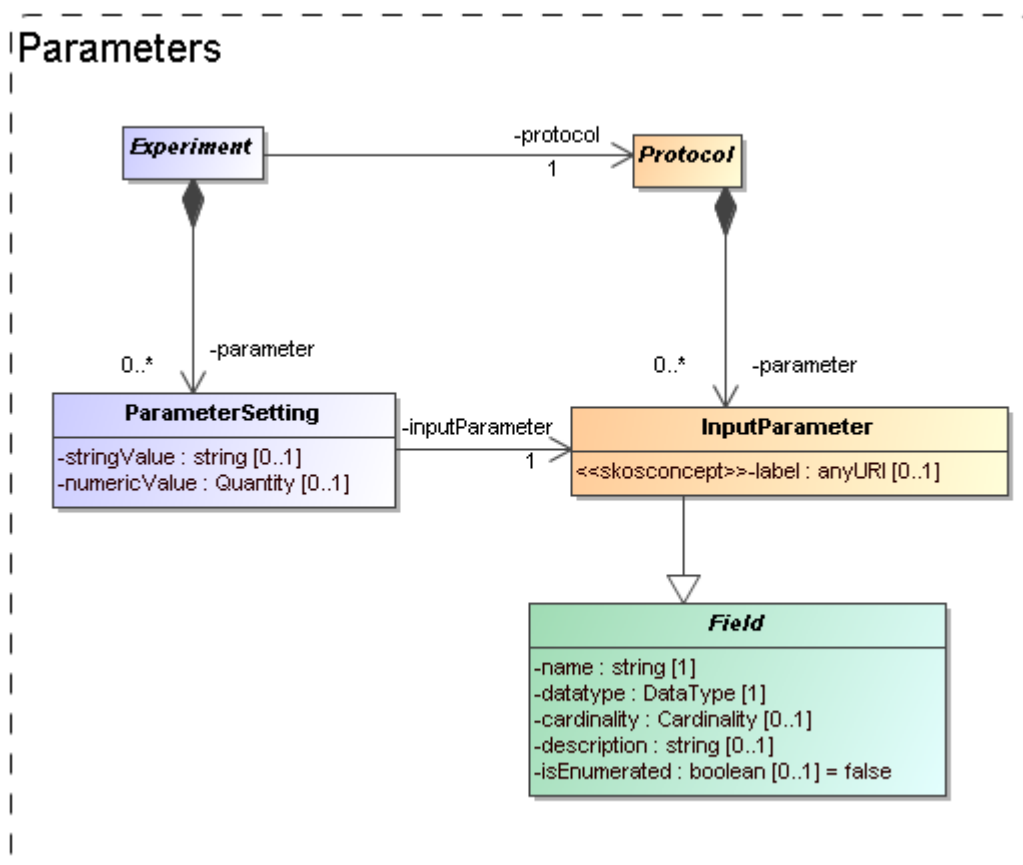 Parameters
Experiment
-protocol
1
Protocol
0..*
-parameter
0..*
-parameter
ParameterSetting
-stringValue : string [0..1]
-numericValue : Quantity [0..1]
-inputParameter
1
InputParameter
<<skosconcept>>-label : anyURI [0..1]
Field
-name : string [1]
-datatype : DataType [1]
-cardinality : Cardinality [0..1]
-description : string [0..1]
-isEnumerated : boolean [0..1] = false